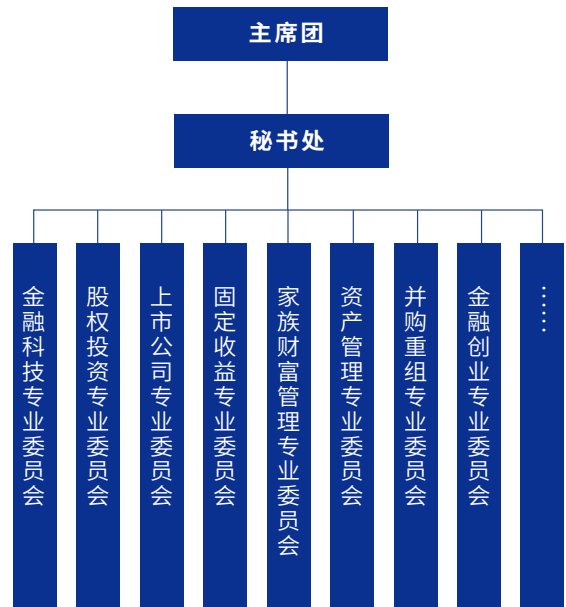 主席团
秘书处
金融科技专业委员会
股权投资专业委员会
上市公司专业委员会
固定收益专业委员会
家族财富管理专业委员会
资产管理专业委员会
并购重组专业委员会
金融创业专业委员会
……